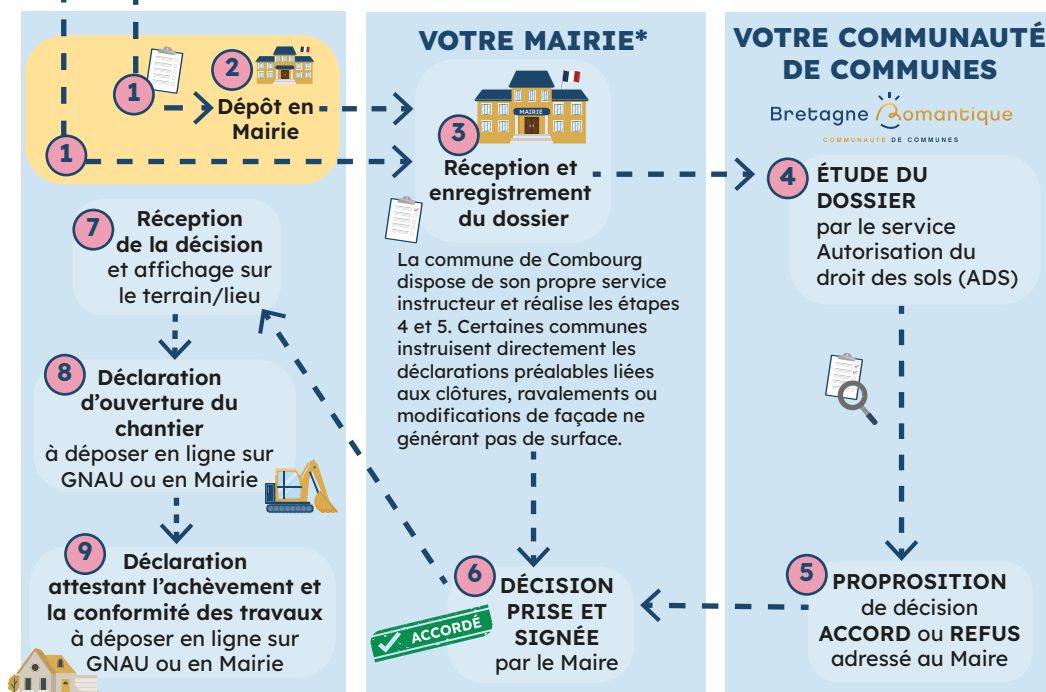 1
2
Dépôt en
Mairie
1
7
Réception
de la décision
et affichage sur
le terrain/lieu
8
Déclaration
d'ouverture du
chantier
à déposer en ligne sur
GNAU ou en Mairie
9
Déclaration
attestant l'achèvement et
la conformité des travaux
à déposer en ligne sur
GNAU ou en Mairie
VOTRE MAIRIE*
MAIRIE
3
Réception et
enregistrement
du dossier
La commune de Combourg
dispose de son propre service
instructeur et réalise les étapes
4 et 5. Certaines communes
instruisent directement les
déclarations préalables liées
aux clôtures, ravalements ou
modifications de façade ne
générant pas de surface.
6
DÉCISION
PRISE ET
SIGNÉE
par le Maire
ACCORDÉ
VOTRE COMMUNAUTÉ
DE COMMUNES
Bretagne Romantique
COMMUNAUTÉ DE COMMUNES
4
ÉTUDE DU
DOSSIER
par le service
Autorisation du
droit des sols (ADS)
5
PROPROSITION
de décision
ACCORD ou REFUS
adressé au Maire